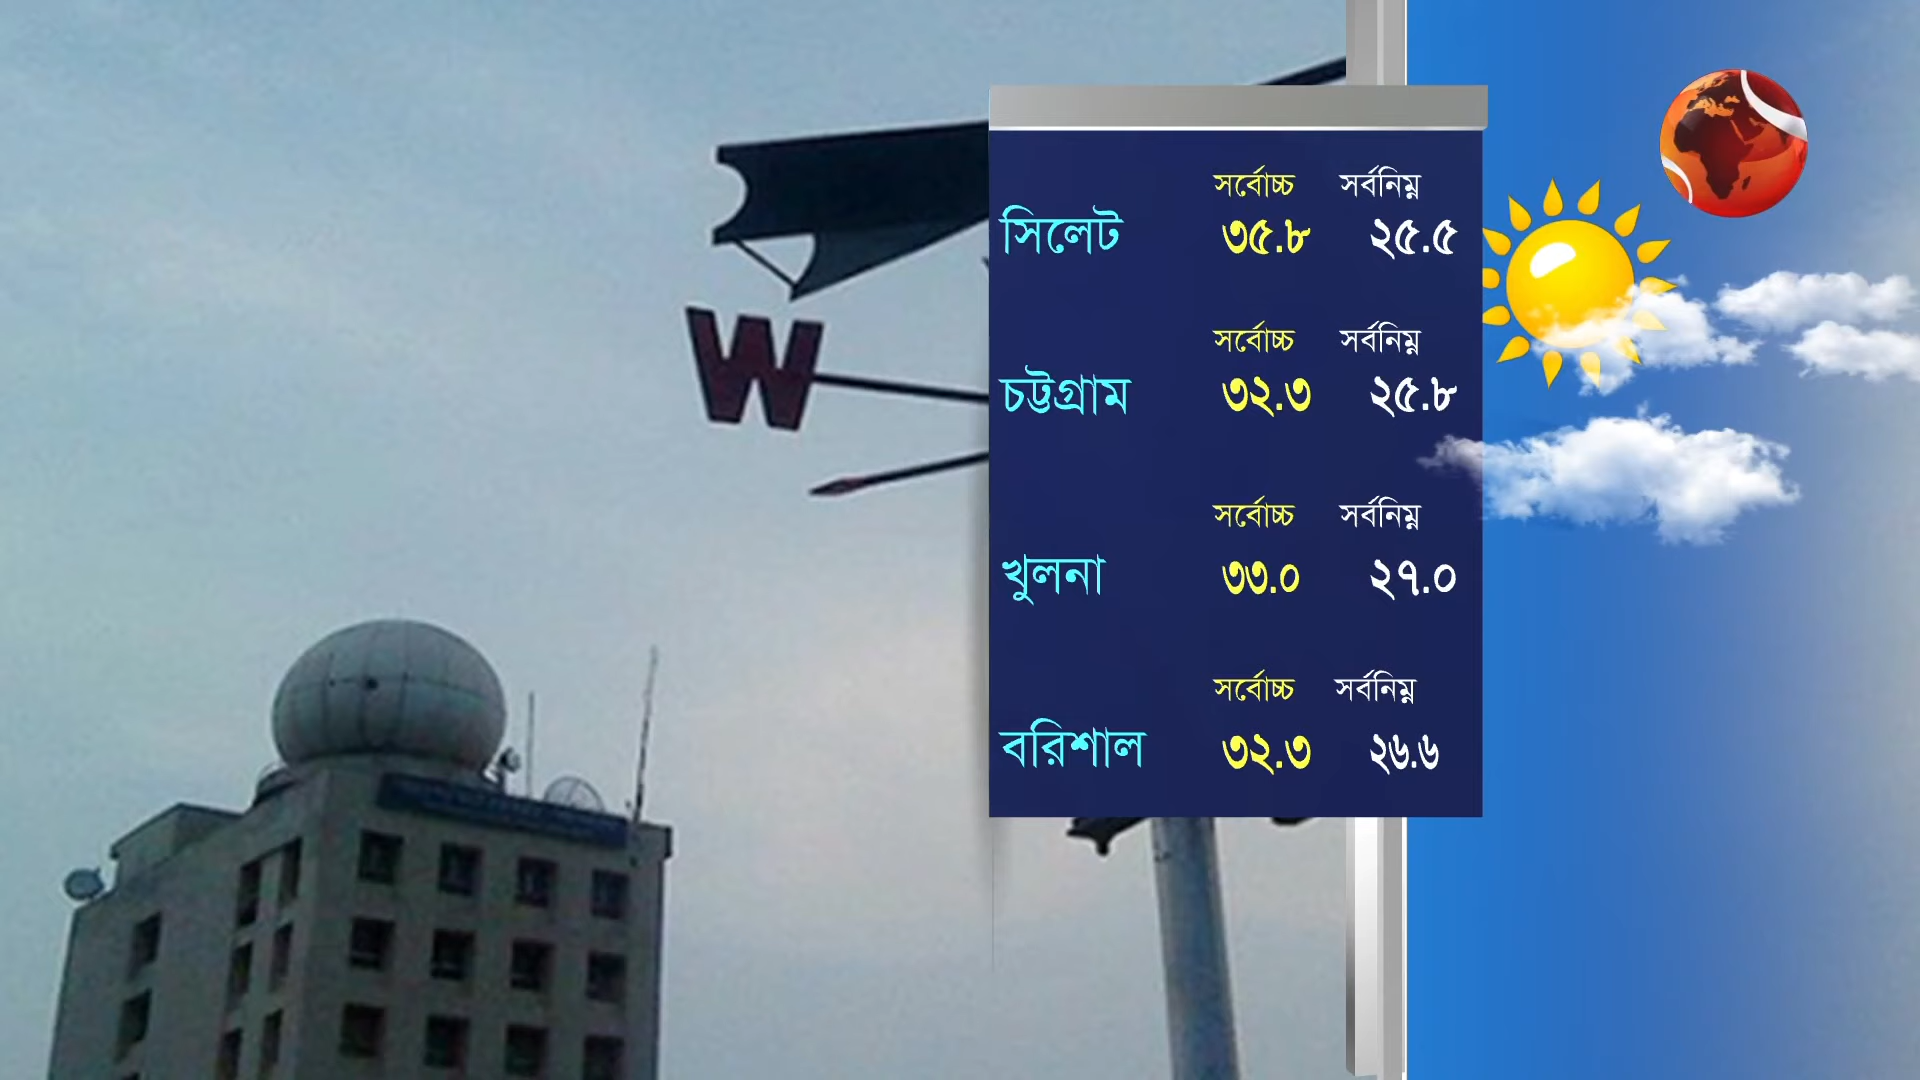 W
সর্বোচ্চ সর্বনিম্ন
সিলেট ৩৫.৮ ২৫.৫
সর্বোচ্চ সর্বনিম্ন
চট্টগ্রাম ৩২.৩ ২৫.৮
সর্বোচ্চ সর্বনিম্ন
খুলনা ৩৩.০ ২৭.০
সর্বোচ্চ সর্বনিম্ন
বরিশাল ৩২.৩ ২৬.৬